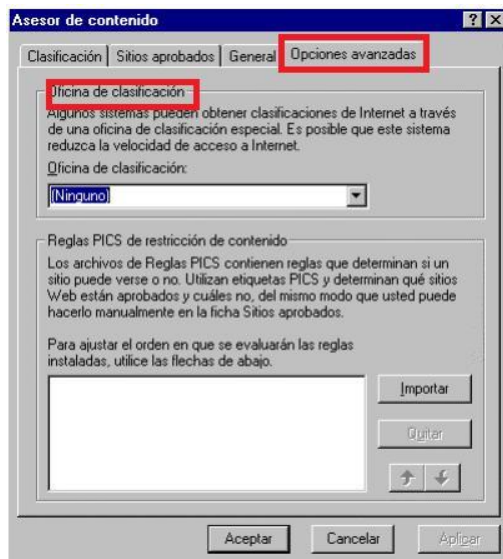 Asesor de contenido
Clasificación Sitios aprobados General Opciones avanzadas
Oficina de clasificación
Algunos sistemas pueden obtener clasificaciones de Internet a través
de una oficina de clasificación especial. Es posible que este sistema
reduzca la velocidad de acceso a Internet.
Oficina de clasificación:
(Ninguno)
Reglas PICS de restricción de contenido
Los archivos de Reglas PICS contienen reglas que determinan si un
sitio puede verse o no. Utilizan etiquetas PICS y determinan qué sitios
Web están aprobados y cuáles no, del mismo modo que usted puede
hacerlo manualmente en la ficha Sitios aprobados.
Para ajustar el orden en que se evaluarán las reglas
instaladas, utilice las flechas de abajo.
Importar
Quitar
Aceptar Cancelar Aplicar